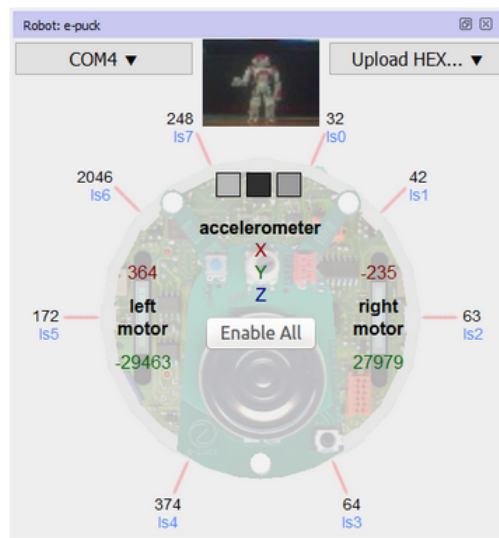 Robot: e-puck
COM4 ▼
Upload HEX... ▼
248
ls7
32
ls0
2046
ls6
42
ls1
accelerometer
X
Y
Z
364
left
motor
-29463
-235
right
motor
27979
172
ls5
63
ls2
Enable All
374
ls4
64
ls3